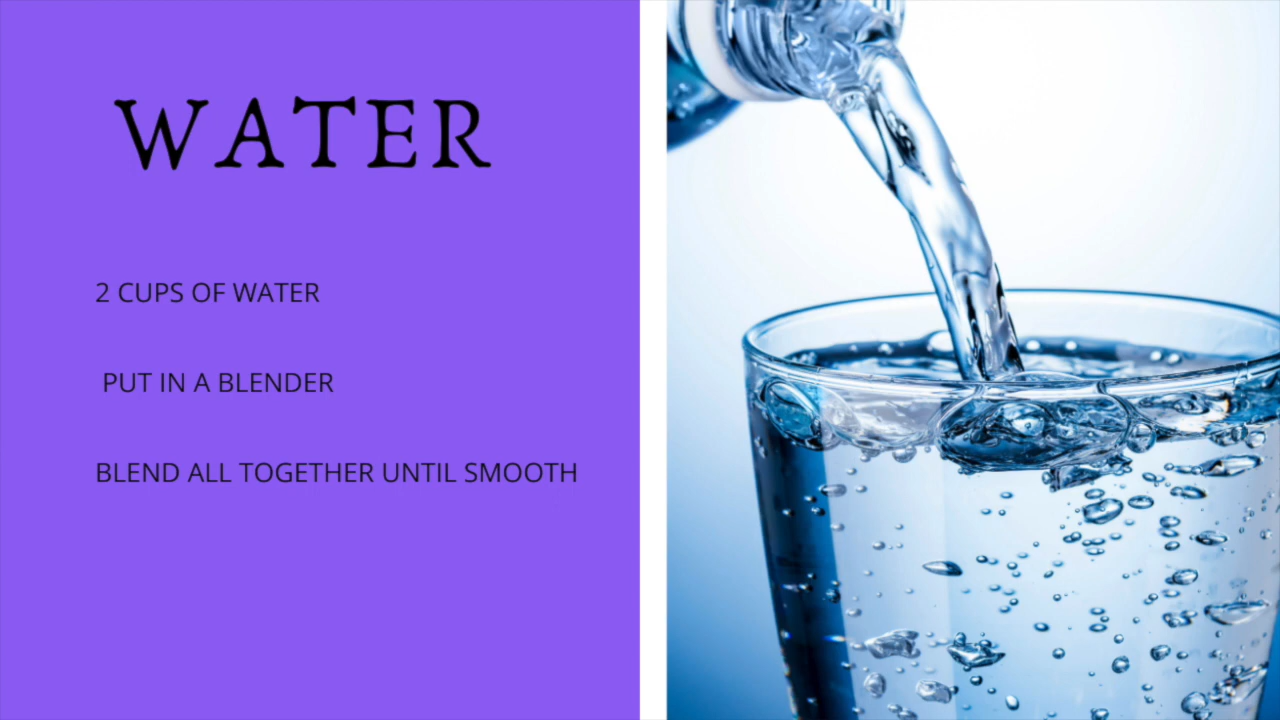 WATER
2 CUPS OF WATER
PUT IN A BLENDER
BLEND ALL TOGETHER UNTIL SMOOTH